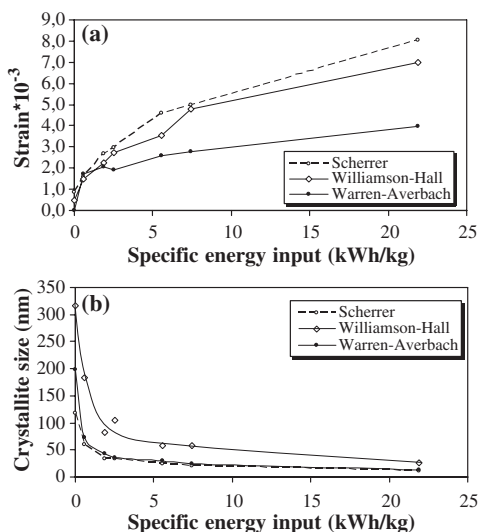 (a)
Strain*10-3
9,0
8,0
7,0
6,0
5,0
4,0
3,0
2,0
1,0
0,0
0 5 10 15 20 25
Specific energy input (kWh/kg)
Scherrer
Williamson-Hall
Warren-Averbach
(b)
Crystallite size (nm)
350
300
250
200
150
100
50
0
0 5 10 15 20 25
Specific energy input (kWh/kg)
Scherrer
Williamson-Hall
Warren-Averbach